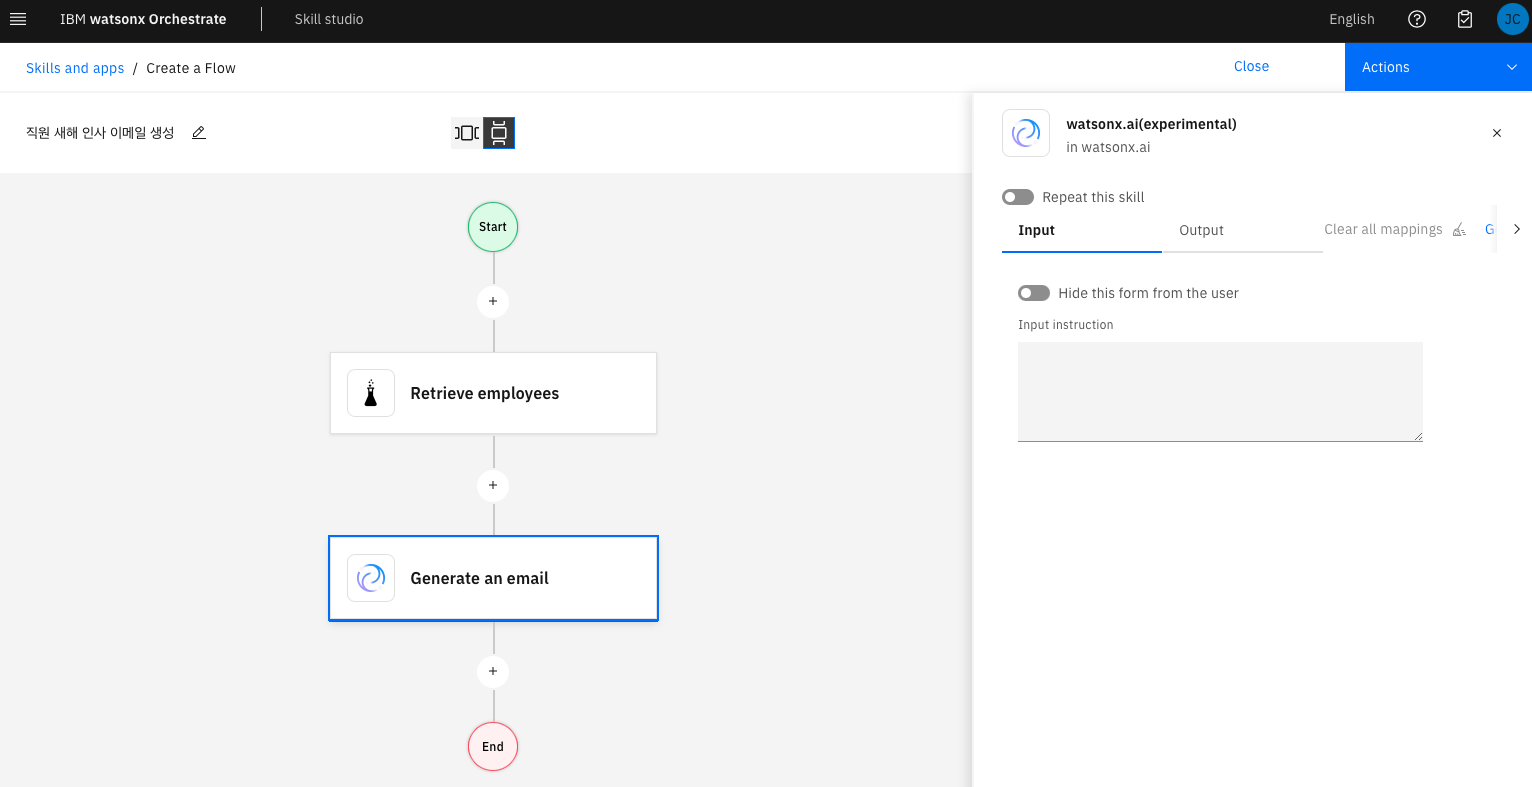 IBM watsonx Orchestrate
Skill studio
English
JC
Skills and apps / Create a Flow
Close
Actions
직원 새해 인사 이메일 생성
Start
Retrieve employees
Generate an email
End
watsonx.ai(experimental)
in watsonx.ai
Repeat this skill
Input
Output
Clear all mappings
G
Hide this form from the user
Input instruction